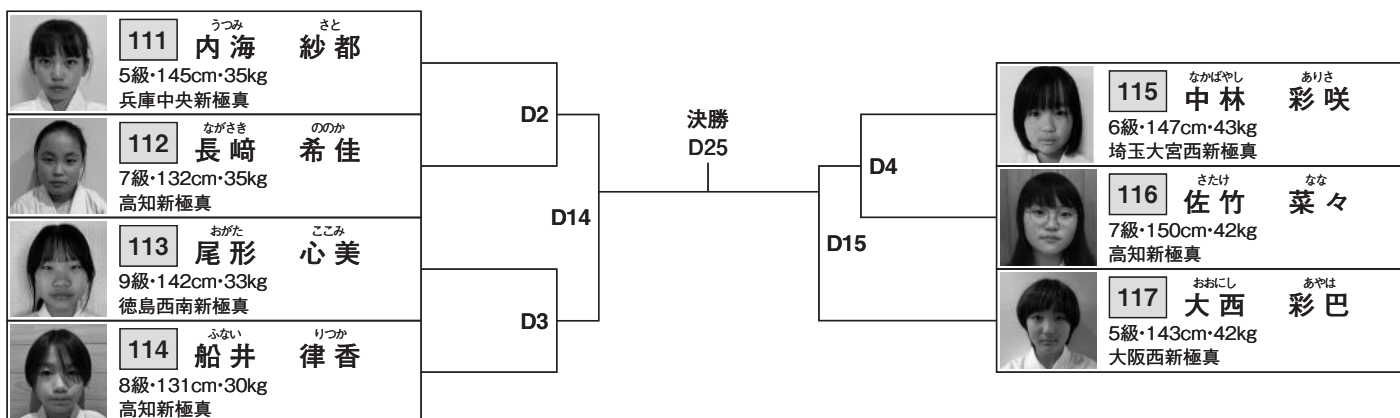 うつみ さと
111 内海 紗都
5級・145cm・35kg
兵庫中央新極真
ながさき ののか
112 長﨑 希佳
7級・132cm・35kg
高知新極真
おがた ここみ
113 尾形 心美
9級・142cm・33kg
徳島西南新極真
ふない りつか
114 船井 律香
8級・131cm・30kg
高知新極真
D2
D3
D14
決勝
D25
D4
D15
なかばやし ありさ
115 中林 彩咲
6級・147cm・43kg
埼玉大宮西新極真
さたけ なな
116 佐竹 菜々
7級・150cm・42kg
高知新極真
おおにし あやは
117 大西 彩巴
5級・143cm・42kg
大阪西新極真